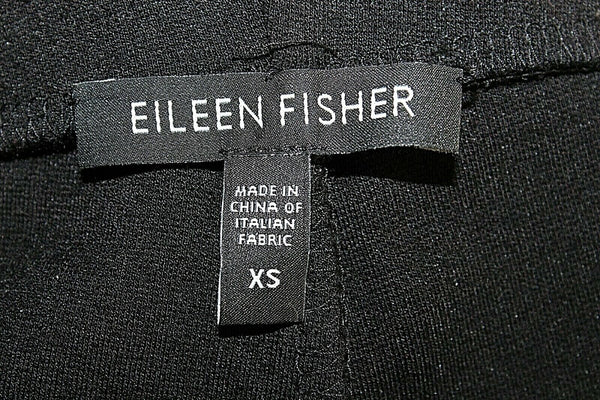 EILEEN FISHER
MADE IN
CHINA OF
ITALIAN
FABRIC
XS